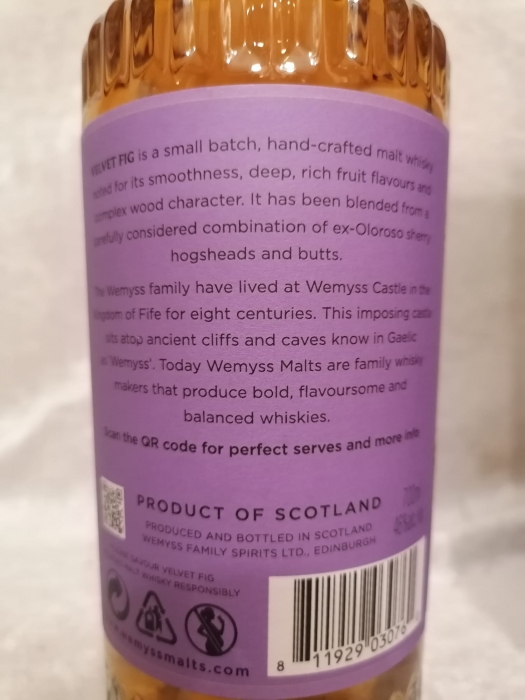 VELVET FIG is a small batch, hand-crafted malt whisky
noted for its smoothness, deep, rich fruit flavours and
complex wood character. It has been blended from a
carefully considered combination of ex-Oloroso sherry
hogsheads and butts.
The Wemyss family have lived at Wemyss Castle in the
Kingdom of Fife for eight centuries. This imposing castle
sits atop ancient cliffs and caves know in Gaelic
as 'Wemyss'. Today Wemyss Malts are family whisky
makers that produce bold, flavoursome and
balanced whiskies.
Scan the QR code for perfect serves and more info
PRODUCT OF SCOTLAND
PRODUCED AND BOTTLED IN SCOTLAND
WEMYSS FAMILY SPIRITS LTD., EDINBURGH
SAVOUR VELVET FIG
MALT WHISKY RESPONSIBLY
wemyssmalts.com
8 11929 03076